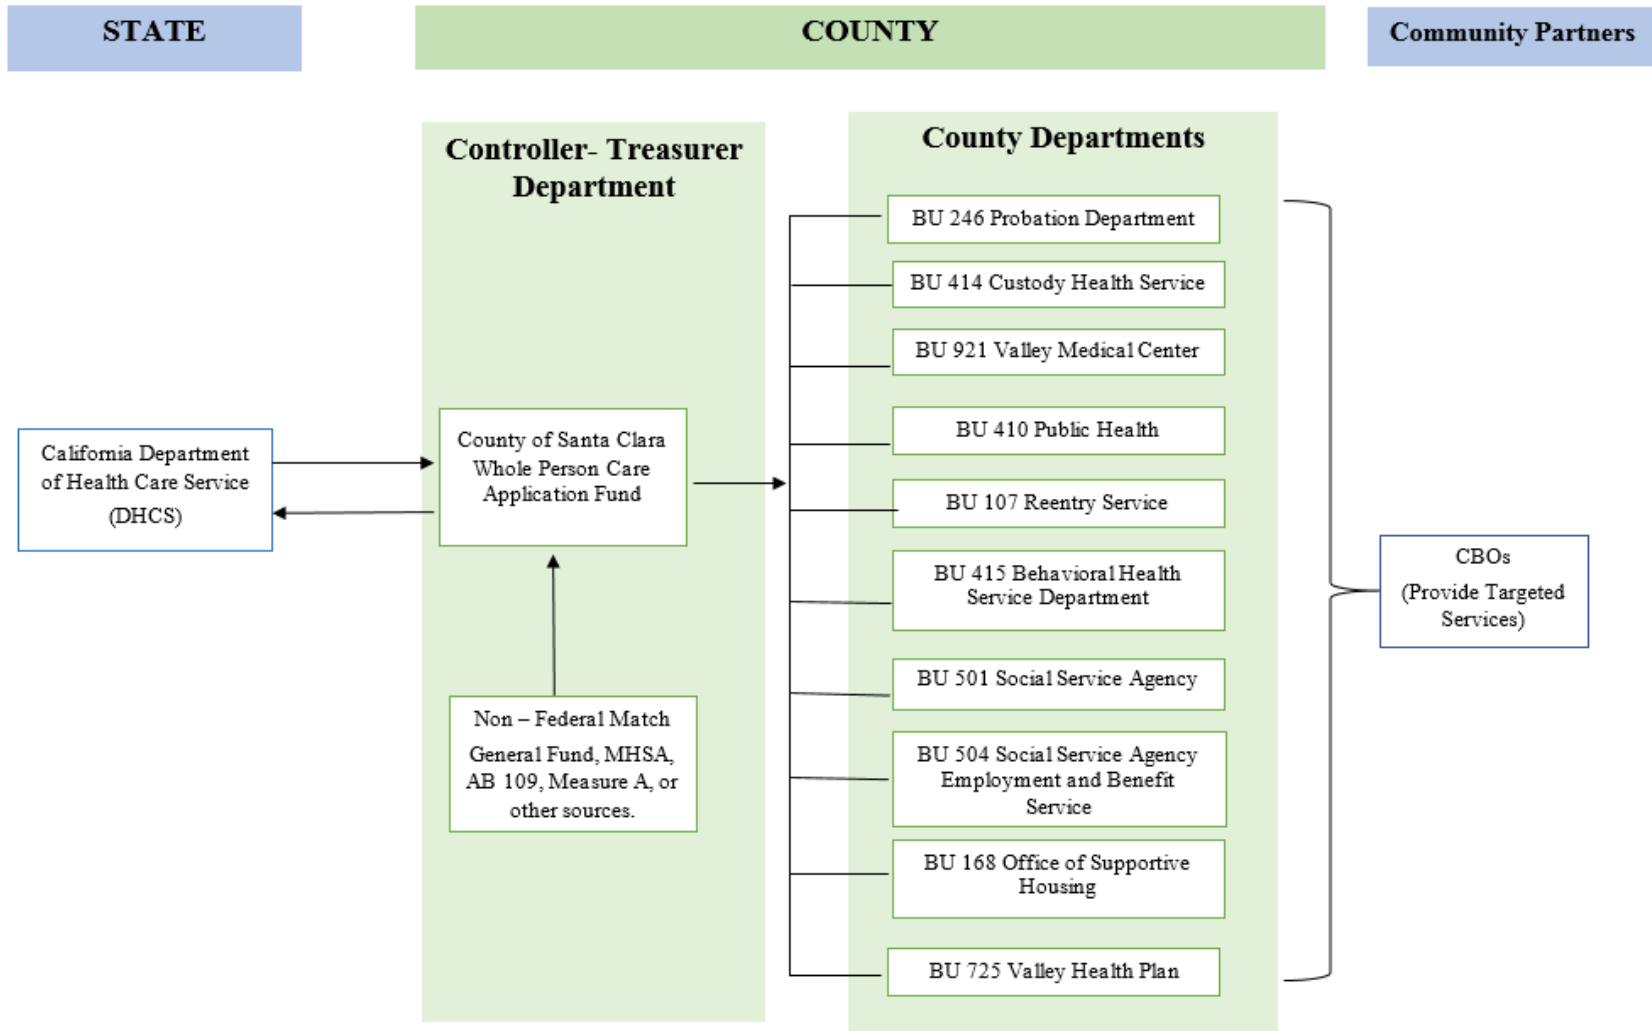 STATE
COUNTY
Community Partners
Controller- Treasurer
Department
County Departments
California Department
of Health Care Service
(DHCS)
County of Santa Clara
Whole Person Care
Application Fund
Non – Federal Match
General Fund, MHSA,
AB 109, Measure A, or
other sources.
BU 246 Probation Department
BU 414 Custody Health Service
BU 921 Valley Medical Center
BU 410 Public Health
BU 107 Reentry Service
BU 415 Behavioral Health
Service Department
BU 501 Social Service Agency
BU 504 Social Service Agency
Employment and Benefit
Service
BU 168 Office of Supportive
Housing
BU 725 Valley Health Plan
CBOs
(Provide Targeted
Services)